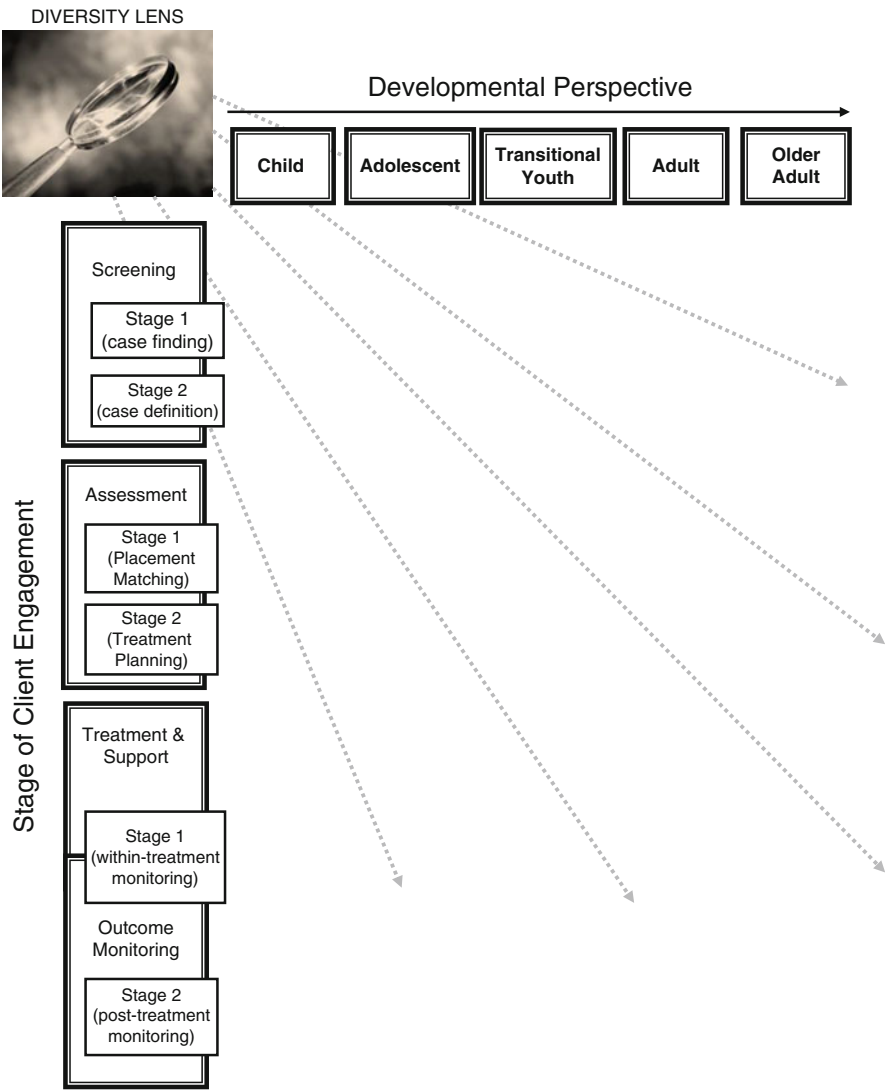 DIVERSITY LENS
Developmental Perspective
Child
Adolescent
Transitional
Youth
Adult
Older
Adult
Stage of Client Engagement
Screening
Stage 1
(case finding)
Stage 2
(case definition)
Assessment
Stage 1
(Placement
Matching)
Stage 2
(Treatment
Planning)
Treatment &
Support
Stage 1
(within-treatment
monitoring)
Outcome
Monitoring
Stage 2
(post-treatment
monitoring)